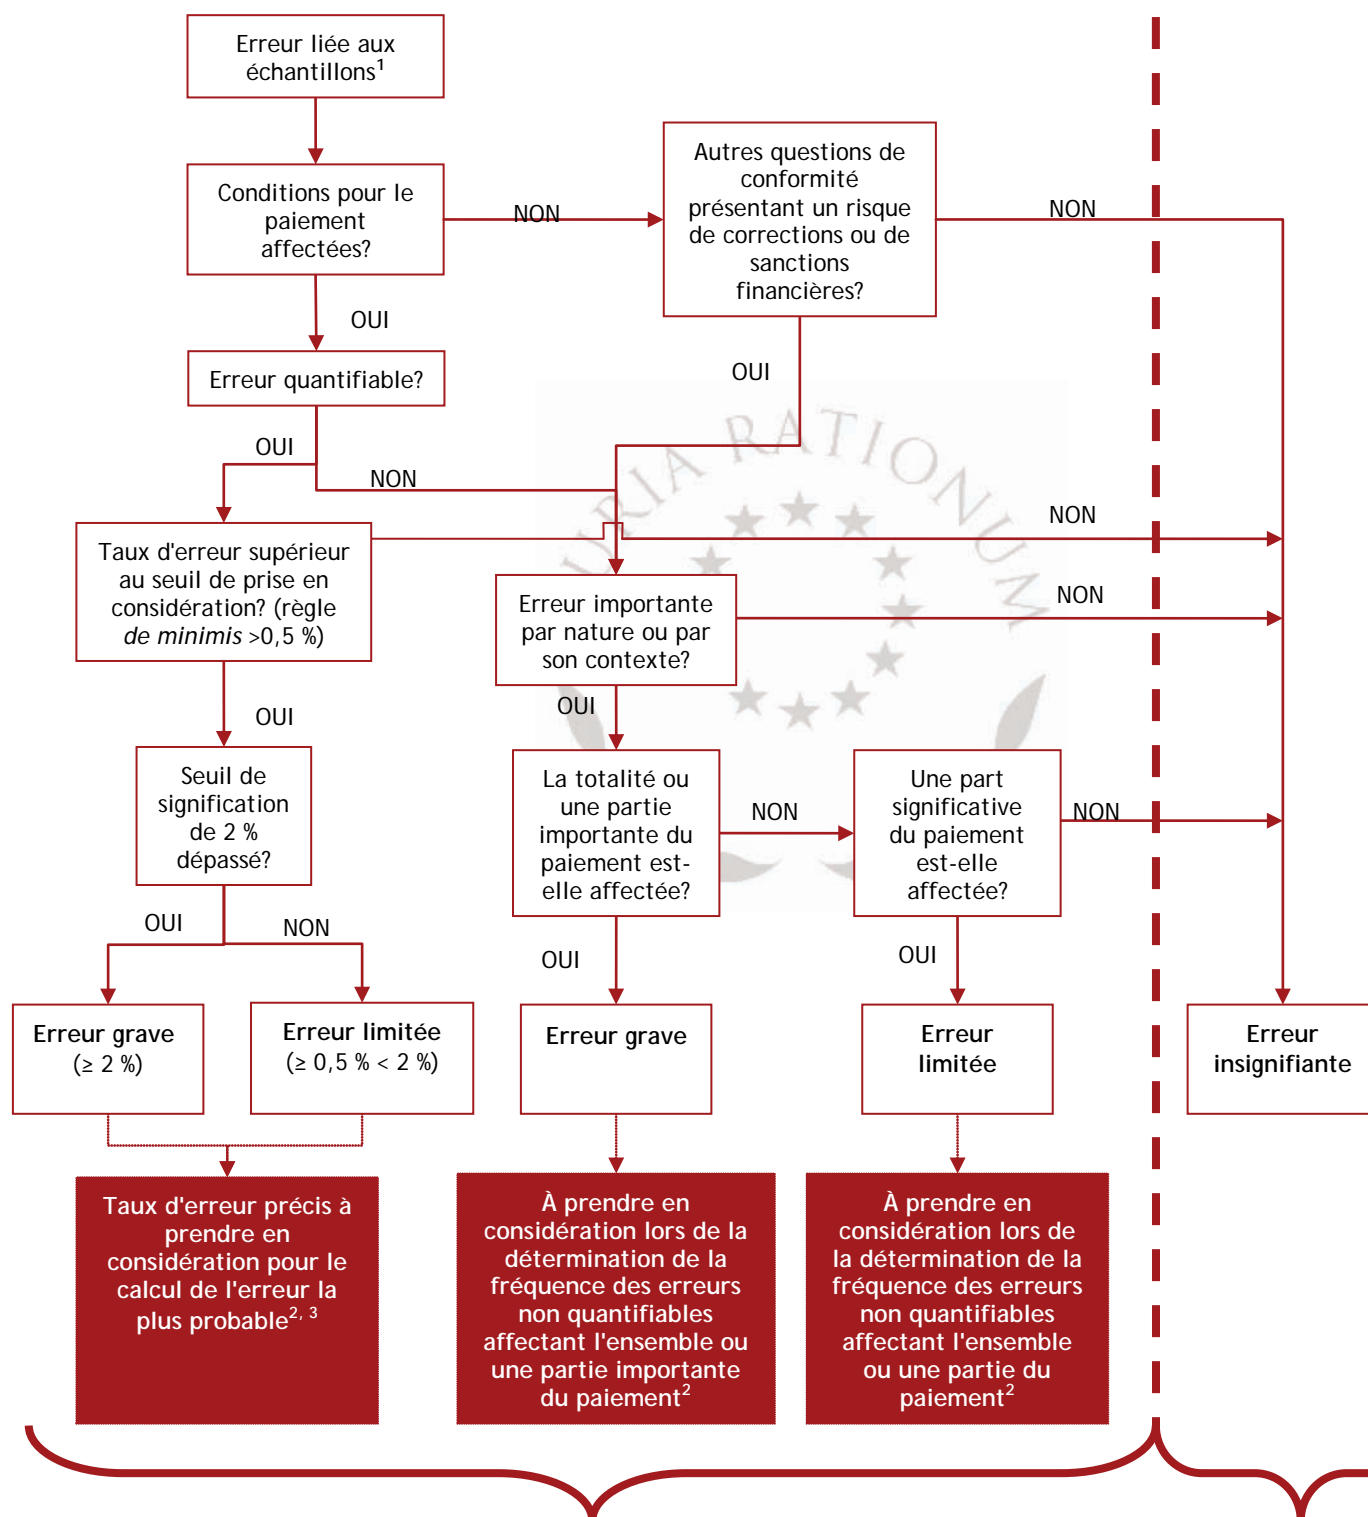 Erreur liée aux
échantillons¹
Conditions pour le
paiement
affectées?
NON
Autres questions de
conformité
présentant un risque
de corrections ou de
sanctions
financières?
NON
OUI
OUI
Erreur quantifiable?
OUI
NON
URIA RATIONUM
NON
Taux d'erreur supérieur
au seuil de prise en
considération? (règle
de minimis >0,5 %)
Erreur importante
par nature ou par
son contexte?
NON
OUI
OUI
Seuil de
signification
de 2 %
dépassé?
La totalité ou
une partie
importante du
paiement est-
elle affectée?
NON
Une part
significative
du paiement
est-elle
affectée?
NON
OUI
NON
OUI
OUI
Erreur grave
(≥ 2 %)
Erreur limitée
(≥ 0,5 % < 2 %)
Erreur grave
Erreur
limitée
Erreur
insignifiante
Taux d'erreur précis à
prendre en
considération pour le
calcul de l'erreur la
plus probable²,³
À prendre en
considération lors de la
détermination de la
fréquence des erreurs
non quantifiables
affectant l'ensemble ou
une partie importante
du paiement²
À prendre en
considération lors de
la détermination de la
fréquence des erreurs
non quantifiables
affectant l'ensemble
ou une partie du
paiement²